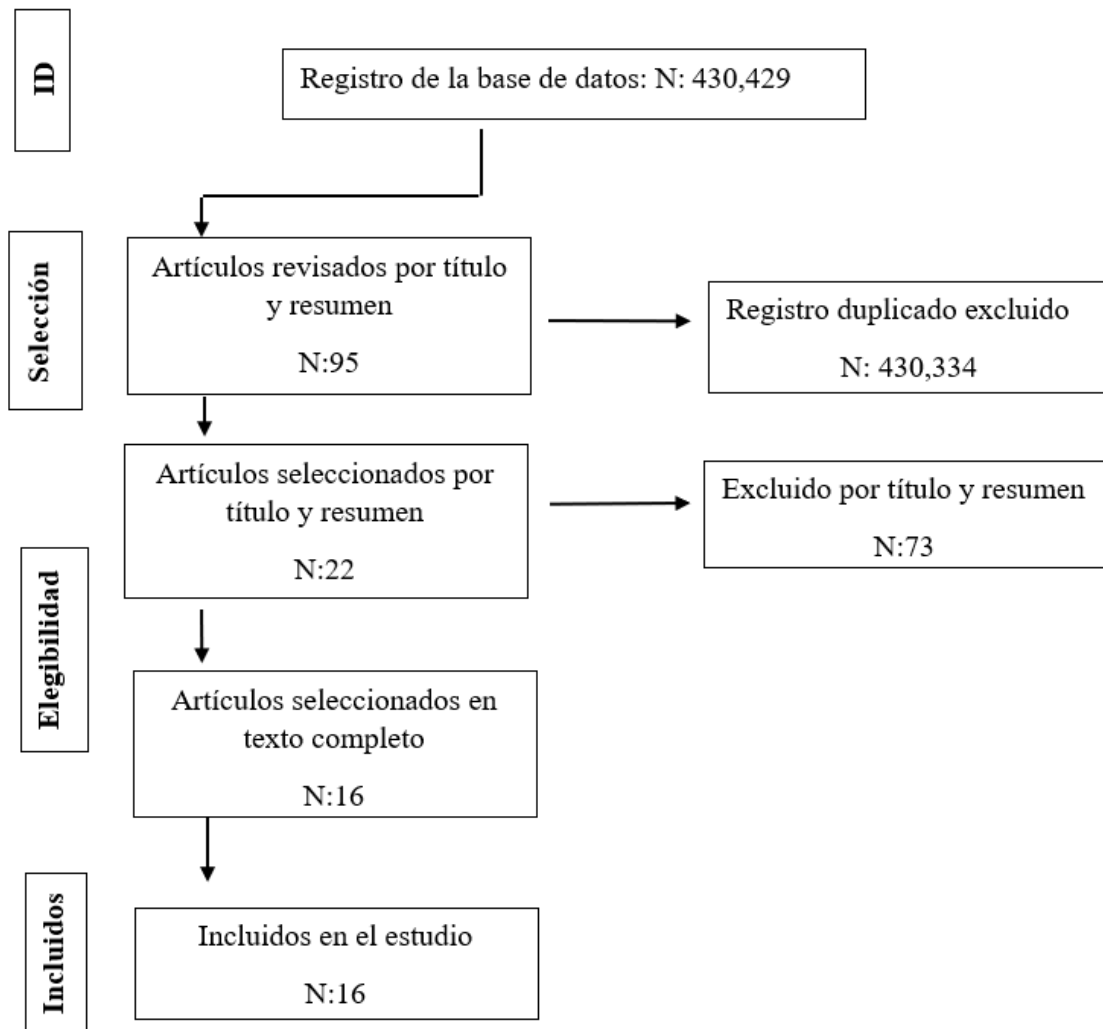 ID
Registro de la base de datos: N: 430,429
Selección
Artículos revisados por título
y resumen
N:95
Registro duplicado excluido
N: 430,334
Elegibilidad
Artículos seleccionados por
título y resumen
N:22
Excluido por título y resumen
N:73
Artículos seleccionados en
texto completo
N:16
Incluidos
Incluidos en el estudio
N:16